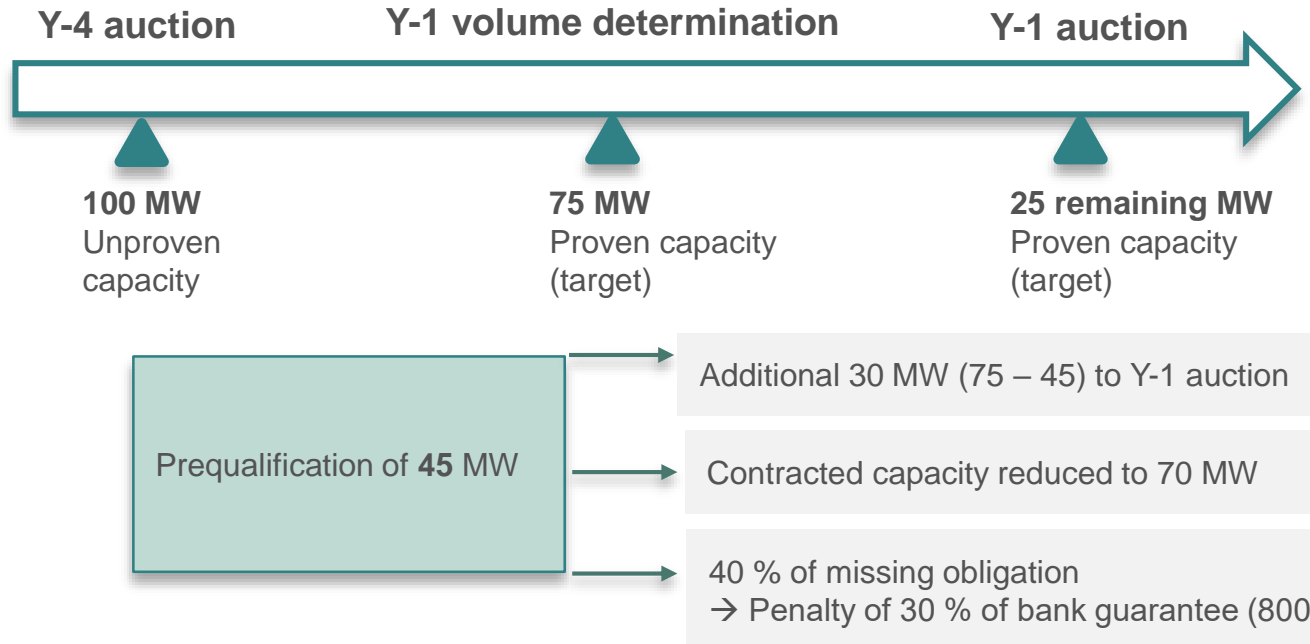 Y-4 auction
Y-1 volume determination
Y-1 auction
100 MW
Unproven
capacity
75 MW
Proven capacity
(target)
25 remaining MW
Proven capacity
(target)
Prequalification of 45 MW
Additional 30 MW (75 – 45) to Y-1 auction
Contracted capacity reduced to 70 MW
40 % of missing obligation
→ Penalty of 30 % of bank guarantee (800